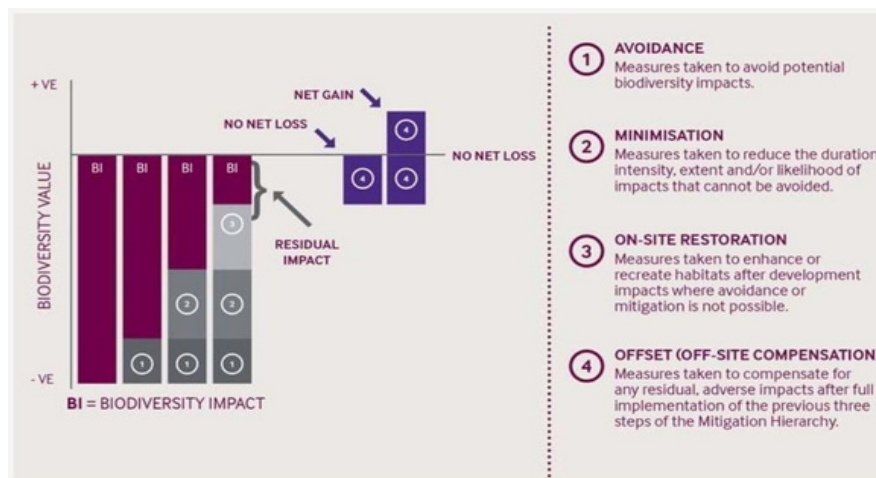 + VE
BIODIVERSITY VALUE
- VE
BI
BI
BI
BI
1
2
1
3
2
1
RESIDUAL
IMPACT
NO NET LOSS
NET GAIN
4
4
4
NO NET LOSS
BI = BIODIVERSITY IMPACT
1
AVOIDANCE
Measures taken to avoid potential
biodiversity impacts.
2
MINIMISATION
Measures taken to reduce the duration
intensity, extent and/or likelihood of
impacts that cannot be avoided.
3
ON-SITE RESTORATION
Measures taken to enhance or
recreate habitats after development
impacts where avoidance or
mitigation is not possible.
4
OFFSET (OFF-SITE COMPENSATION
Measures taken to compensate for
any residual, adverse impacts after full
implementation of the previous three
steps of the Mitigation Hierarchy.